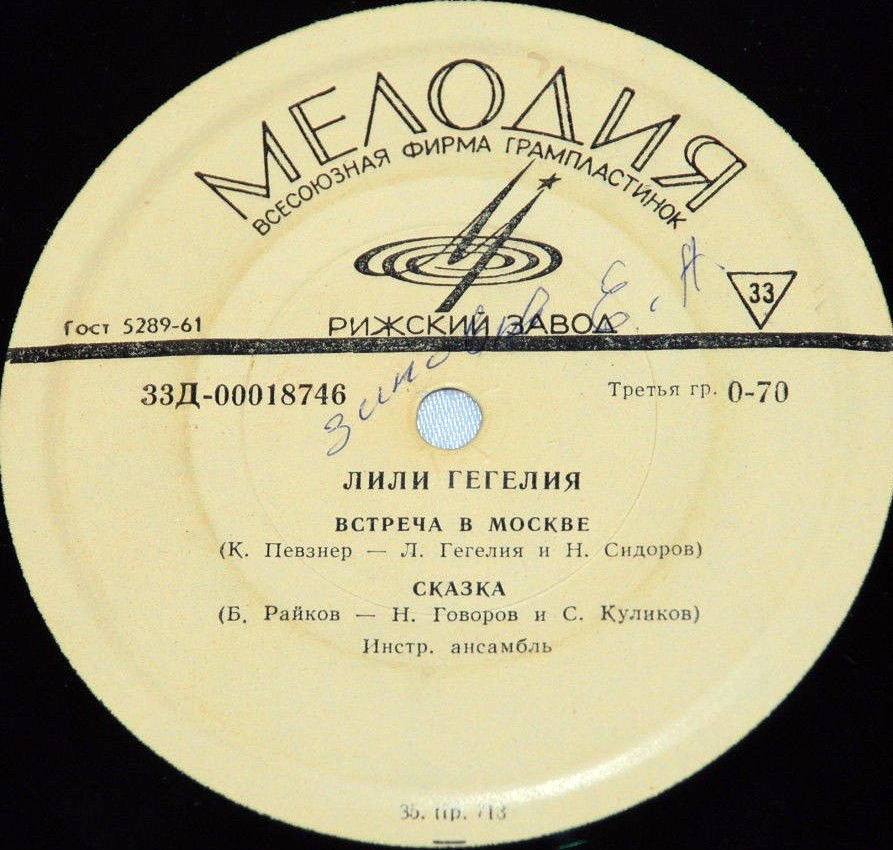 МЕЛОДИЯ
ВСЕСОЮЗНАЯ ФИРМА ГРАМПЛАСТИНОК
33
Гост 5289-61
РИЖСКИЙ ЗАВОД
33Д-00018746
Третья гр. 0-70
ЛИЛИ ГЕГЕЛИЯ
ВСТРЕЧА В МОСКВЕ
(К. Певзнер — Л. Гегелия и Н. Сидоров)
СКАЗКА
(Б. Райков — Н. Говоров и С. Куликов)
Инстр. ансамбль